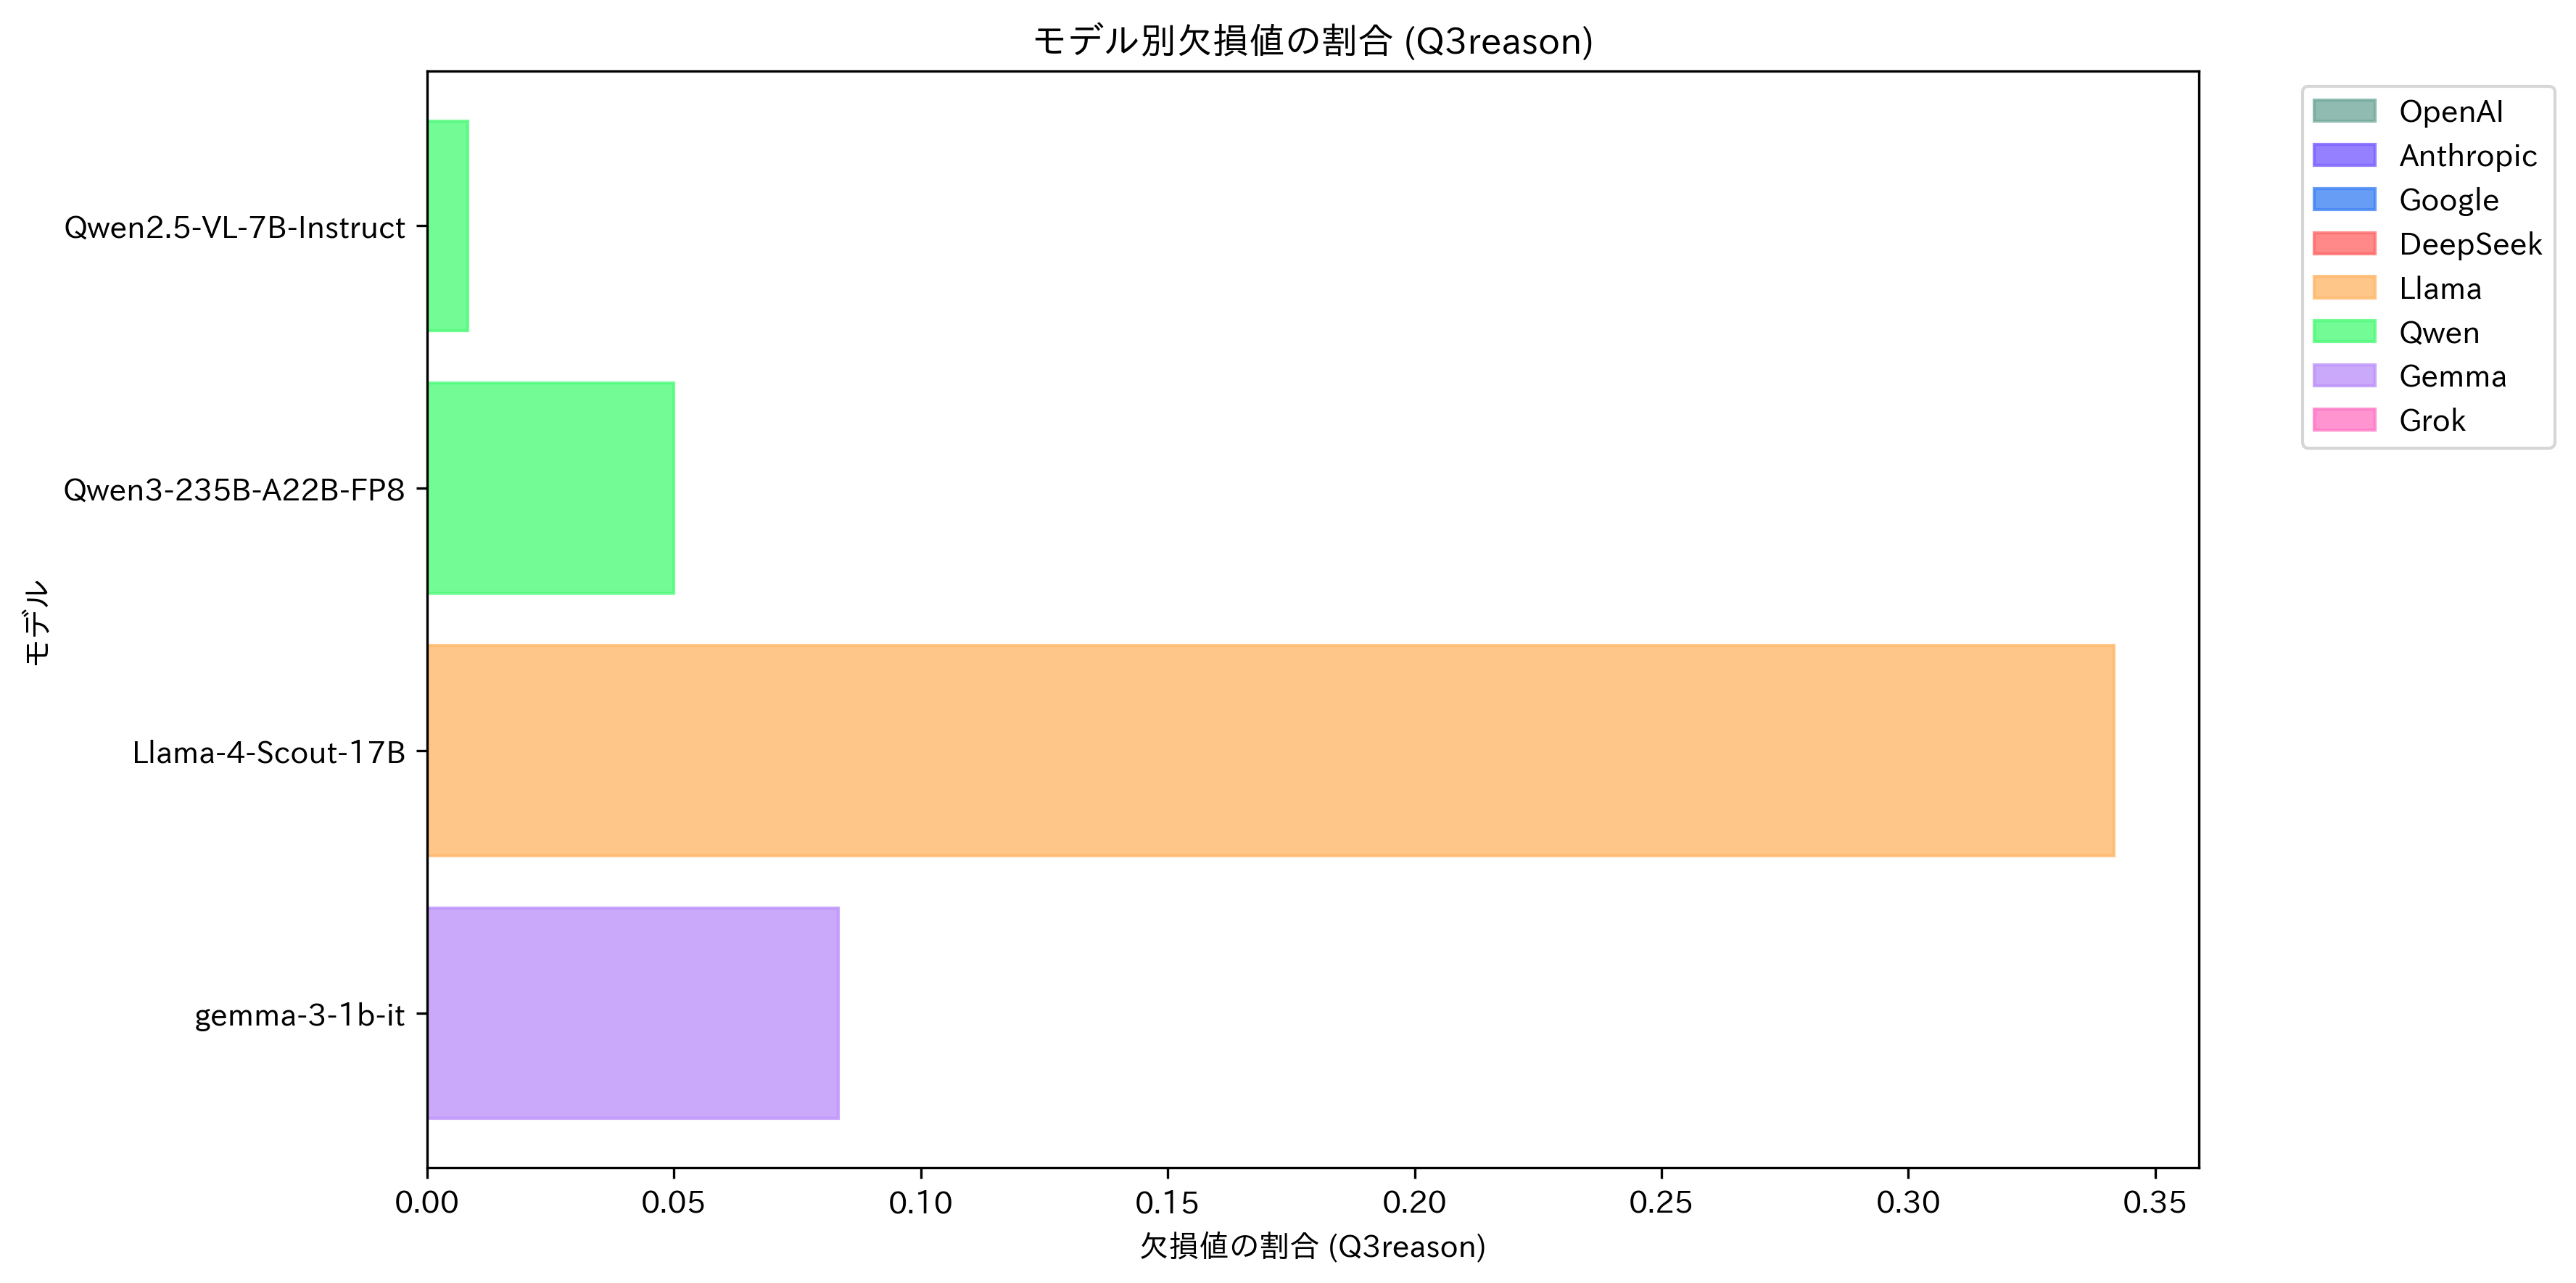 モデル別欠損値の割合 (Q3reason)
OpenAI
Anthropic
Google
DeepSeek
Llama
Qwen
Gemma
Grok
モデル
Qwen2.5-VL-7B-Instruct
Qwen3-235B-A22B-FP8
Llama-4-Scout-17B
gemma-3-1b-it
0.00 0.05 0.10 0.15 0.20 0.25 0.30 0.35
欠損値の割合 (Q3reason)